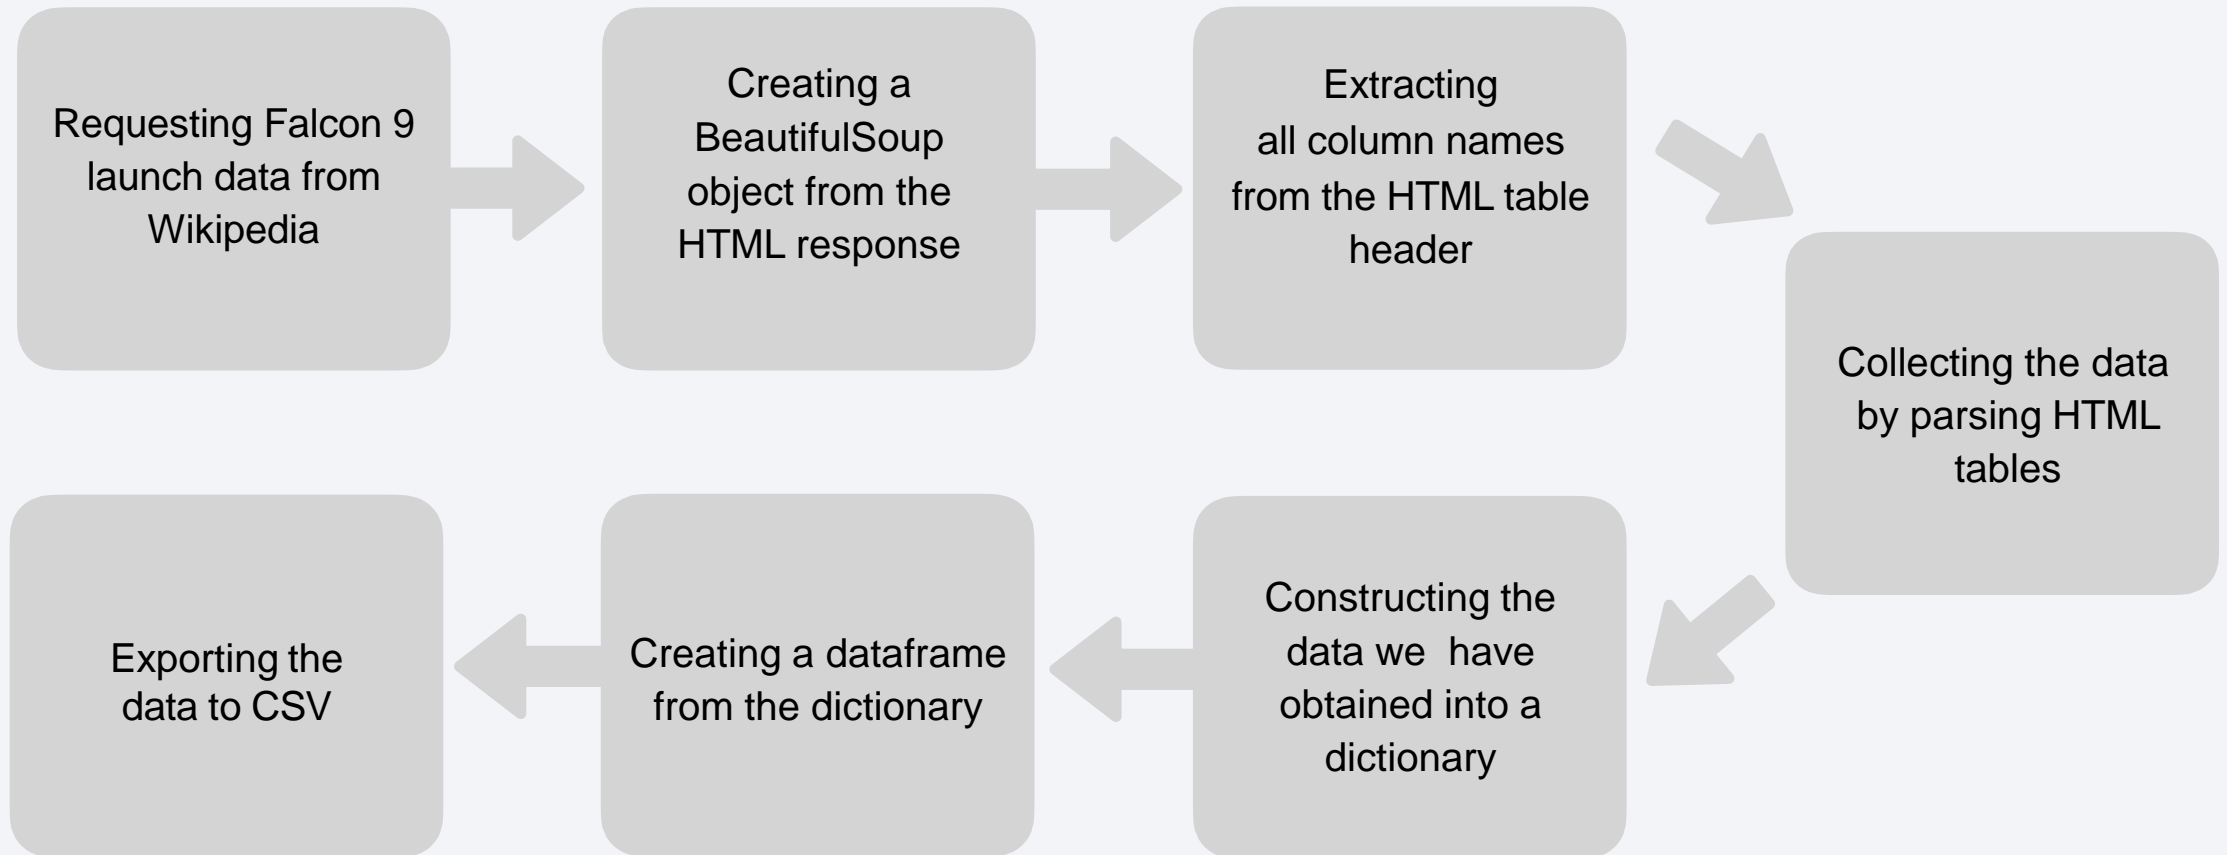 Requesting Falcon 9
launch data from
Wikipedia
Creating a
BeautifulSoup
object from the
HTML response
Extracting
all column names
from the HTML table
header
Collecting the data
by parsing HTML
tables
Constructing the
data we  have
obtained into a
dictionary
Creating a dataframe
from the dictionary
Exporting the
data to CSV